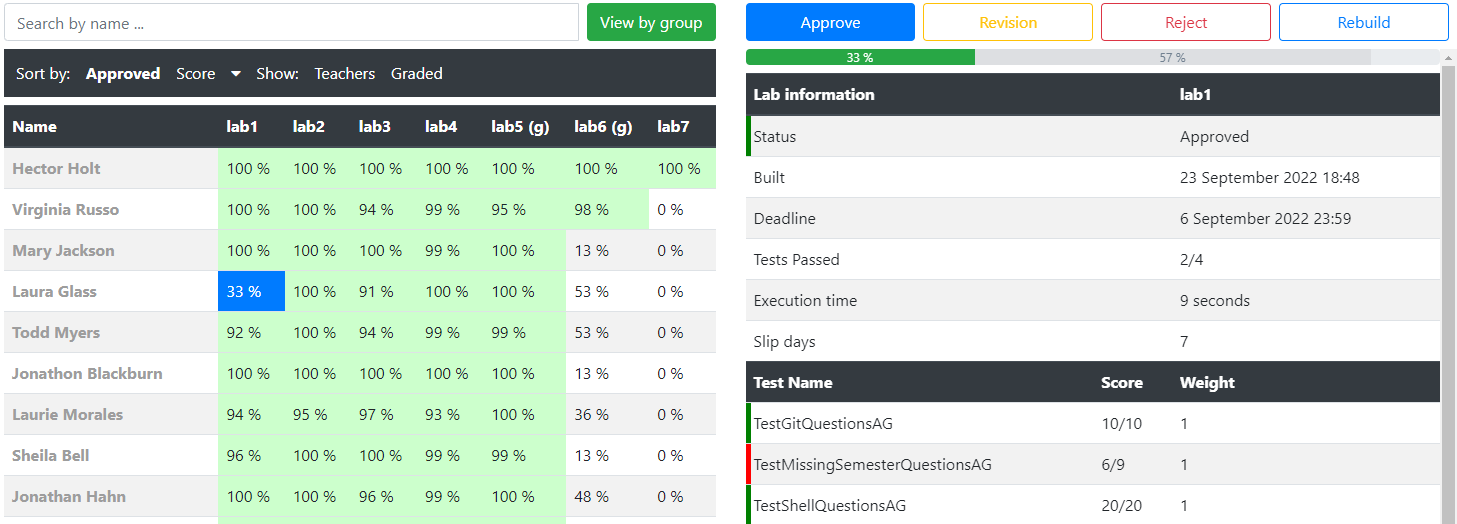 Search by name ...
View by group
Sort by: Approved Score Show: Teachers Graded
Name lab1 lab2 lab3 lab4 lab5 (g) lab6 (g) lab7
Hector Holt 100 % 100 % 100 % 100 % 100 % 100 % 100 %
Virginia Russo 100 % 100 % 94 % 99 % 95 % 98 % 0 %
Mary Jackson 100 % 100 % 100 % 99 % 100 % 13 % 0 %
Laura Glass 33 % 100 % 91 % 100 % 100 % 53 % 0 %
Todd Myers 92 % 100 % 94 % 99 % 99 % 53 % 0 %
Jonathon Blackburn 100 % 100 % 100 % 100 % 100 % 13 % 0 %
Laurie Morales 94 % 95 % 97 % 93 % 100 % 36 % 0 %
Sheila Bell 96 % 100 % 100 % 99 % 99 % 13 % 0 %
Jonathan Hahn 100 % 100 % 96 % 99 % 100 % 48 % 0 %
Approve Revision Reject Rebuild
33 % 57 %
Lab information lab1
Status Approved
Built 23 September 2022 18:48
Deadline 6 September 2022 23:59
Tests Passed 2/4
Execution time 9 seconds
Slip days 7
Test Name Score Weight
TestGitQuestionsAG 10/10 1
TestMissingSemesterQuestionsAG 6/9 1
TestShellQuestionsAG 20/20 1